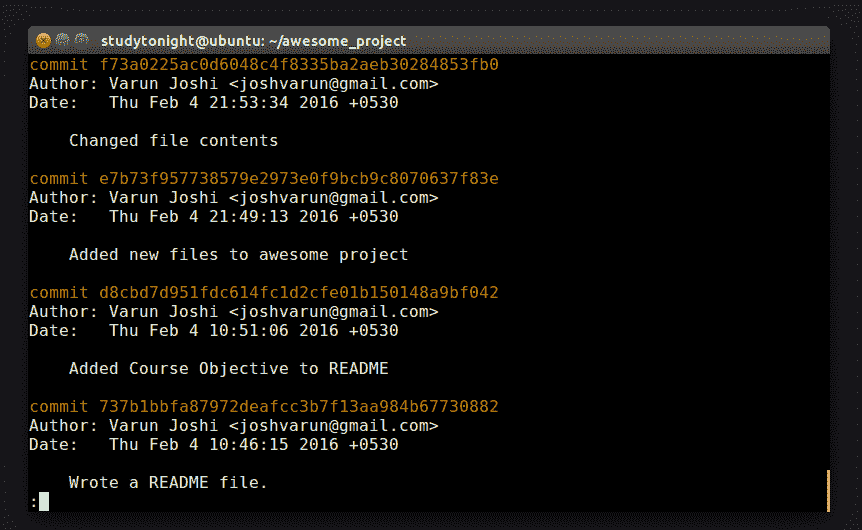 studytonight@ubuntu: ~/awesome_project
commit f73a0225ac0d6048c4f8335ba2aeb30284853fb0
Author: Varun Joshi <joshvarun@gmail.com>
Date:   Thu Feb 4 21:53:34 2016 +0530
Changed file contents
commit e7b73f957738579e2973e0f9bcb9c8070637f83e
Author: Varun Joshi <joshvarun@gmail.com>
Date:   Thu Feb 4 21:49:13 2016 +0530
Added new files to awesome project
commit d8cbd7d951fdc614fc1d2cfe01b150148a9bf042
Author: Varun Joshi <joshvarun@gmail.com>
Date:   Thu Feb 4 10:51:06 2016 +0530
Added Course Objective to README
commit 737b1bbfa87972deafcc3b7f13aa984b67730882
Author: Varun Joshi <joshvarun@gmail.com>
Date:   Thu Feb 4 10:46:15 2016 +0530
Wrote a README file.
: